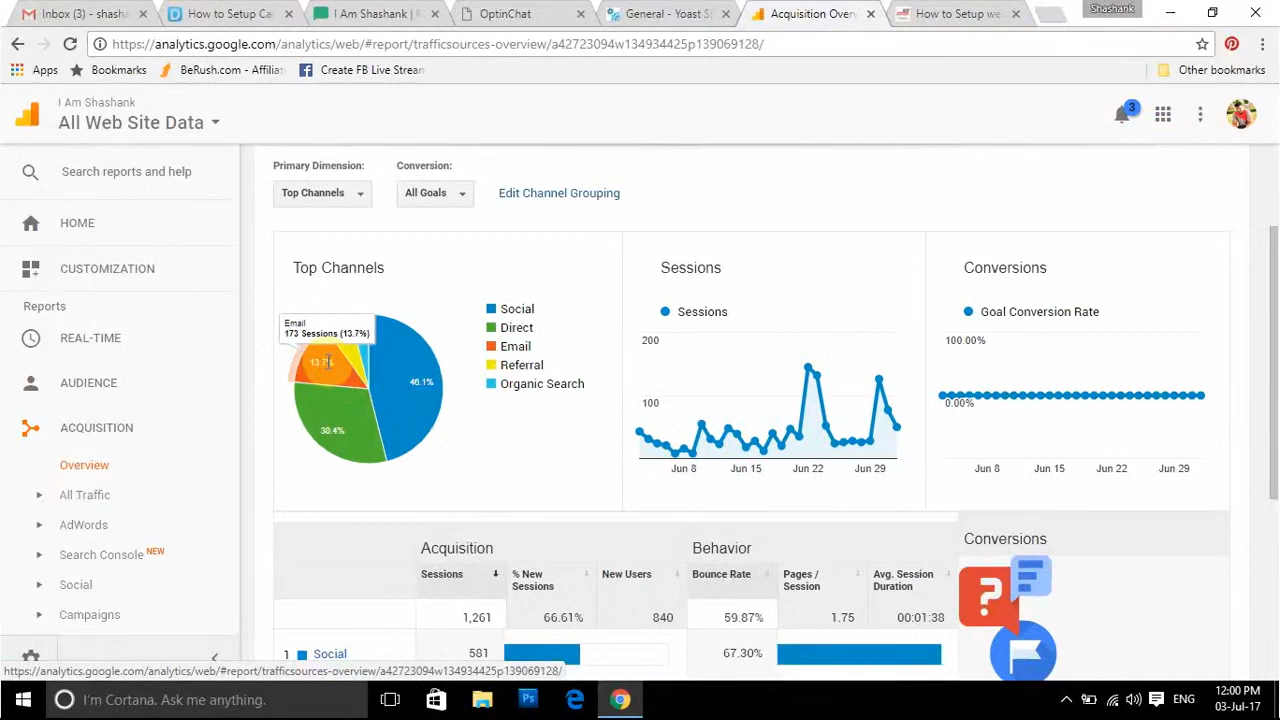 Inbox (3) - shasha
How to Setup Ca
I Am Shashank |
OptinChat
General - Yoast S
Acquisition Over
How to Setup we
Shashank
https://analytics.google.com/analytics/web/#report/trafficsources-overview/a42723094w134934425p139069128/
Apps
Bookmarks
BeRush.com - Affiliat
Create FB Live Stream
Other bookmarks
I Am Shashank
All Web Site Data
3
Search reports and help
HOME
CUSTOMIZATION
Reports
REAL-TIME
AUDIENCE
ACQUISITION
Overview
All Traffic
AdWords
Search Console NEW
Social
Campaigns
Primary Dimension:
Conversion:
Top Channels
All Goals
Edit Channel Grouping
Top Channels
Email
173 Sessions (13.7%)
13.7%
46.1%
30.4%
Social
Direct
Email
Referral
Organic Search
Sessions
Sessions
200
100
Jun 8
Jun 15
Jun 22
Jun 29
Conversions
Goal Conversion Rate
100.00%
0.00%
Jun 8
Jun 15
Jun 22
Jun 29
Acquisition
Behavior
Conversions
Sessions
% New Sessions
New Users
Bounce Rate
Pages / Session
Avg. Session Duration
1,261
66.61%
840
59.87%
1.75
00:01:38
1
Social
581
67.30%
https://analytics.google.com/analytics/web/#report/trafficsources-overview/a42723094w134934425p139069128/
I'm Cortana. Ask me anything.
Ps
ENG
12:00 PM
03-Jul-17